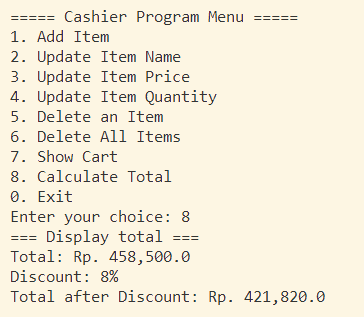 ===== Cashier Program Menu =====
1. Add Item
2. Update Item Name
3. Update Item Price
4. Update Item Quantity
5. Delete an Item
6. Delete All Items
7. Show Cart
8. Calculate Total
0. Exit
Enter your choice: 8
=== Display total ===
Total: Rp. 458,500.0
Discount: 8%
Total after Discount: Rp. 421,820.0